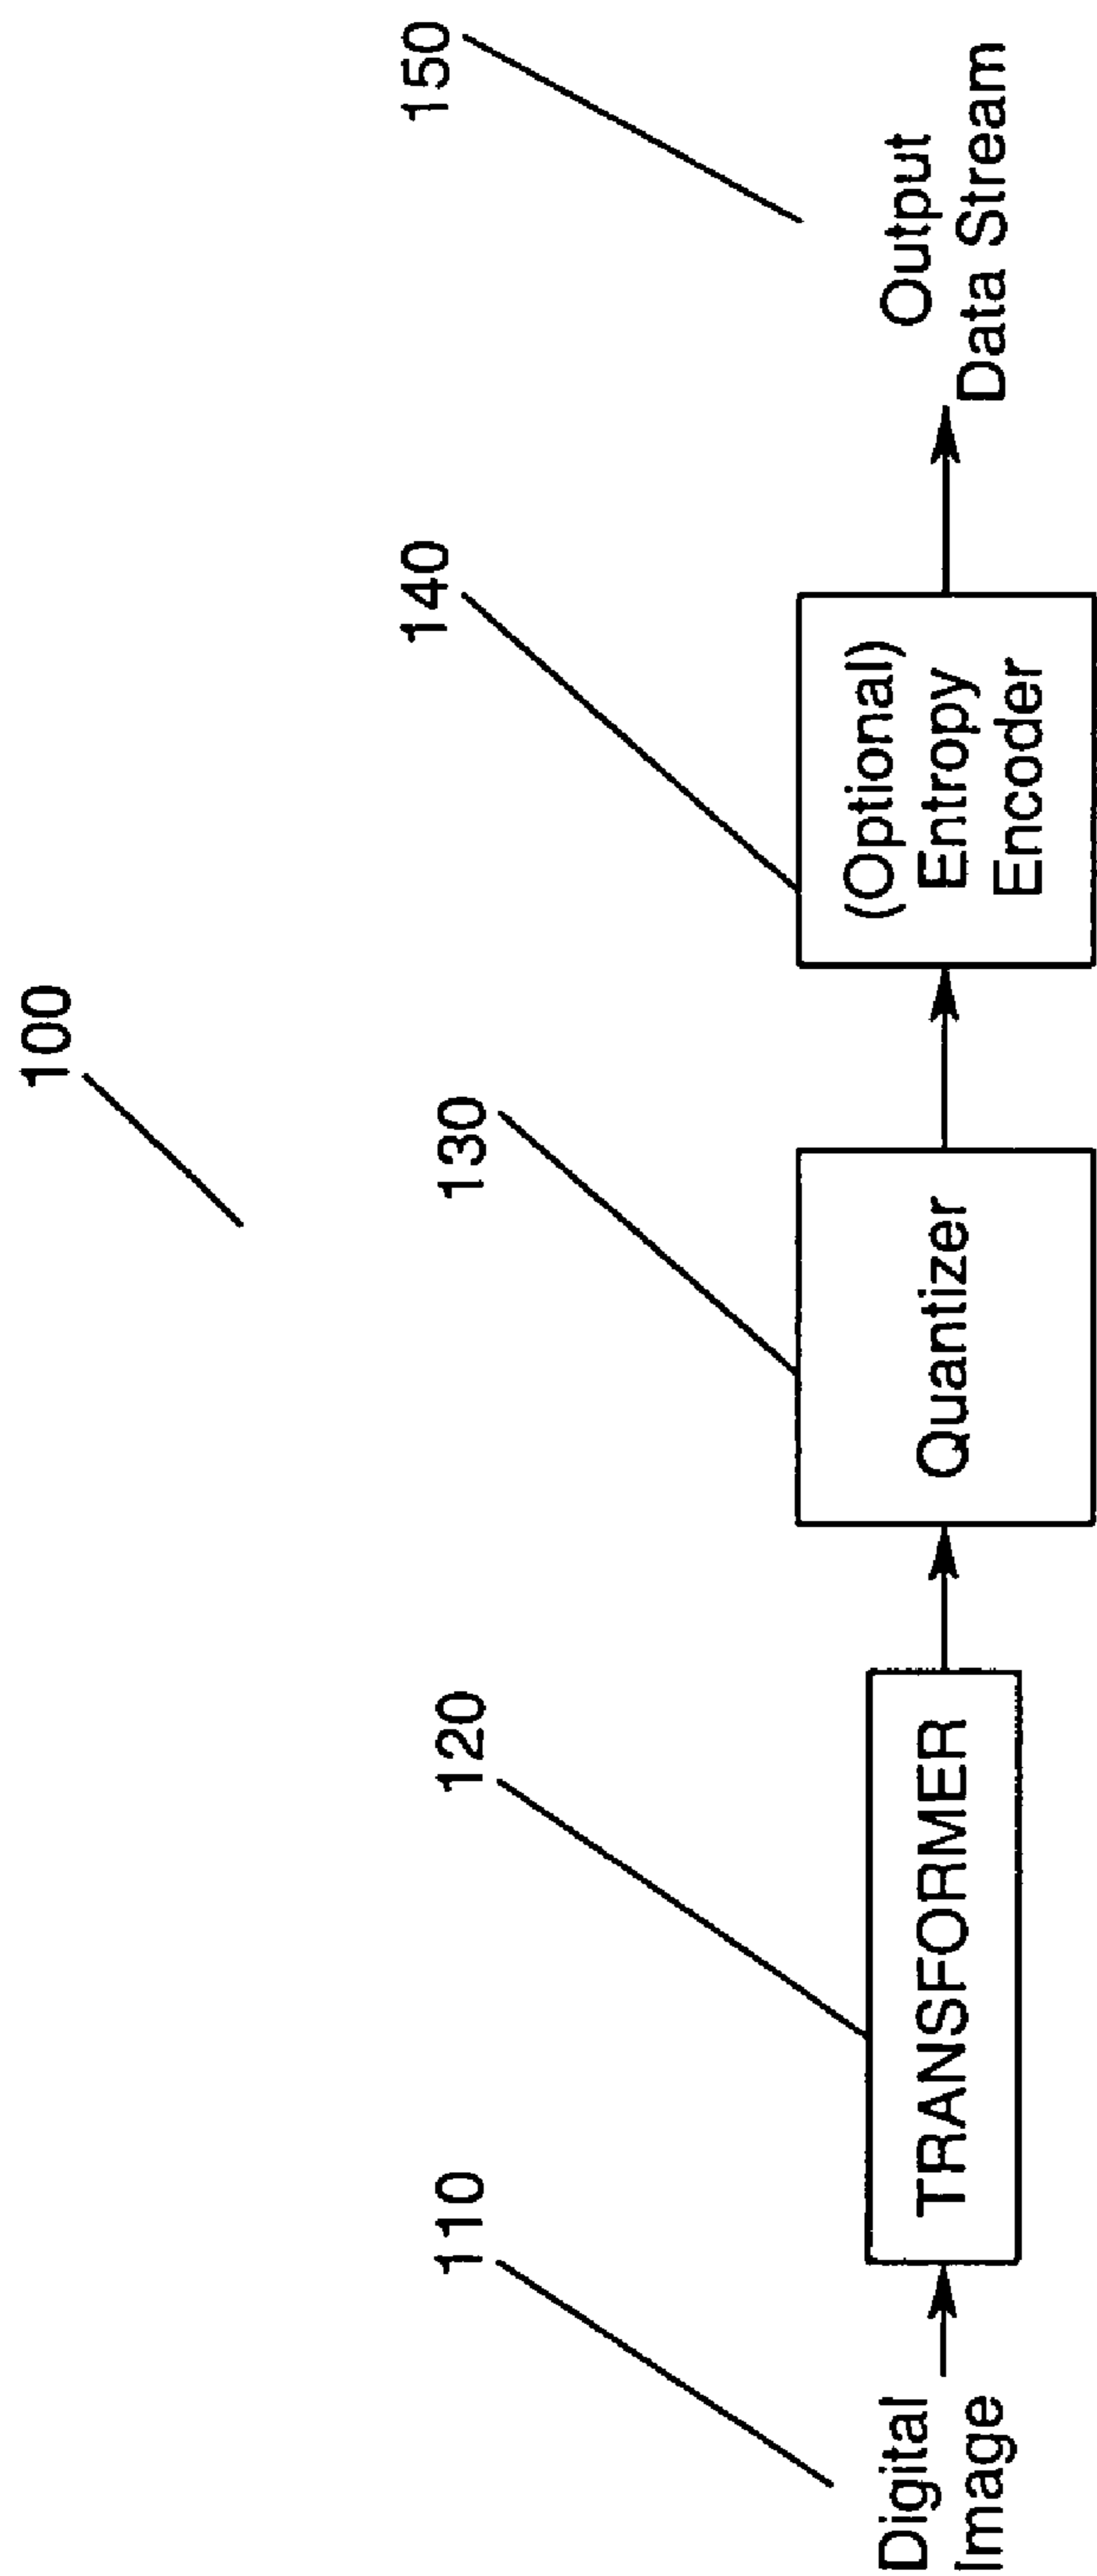 100
110
120
130
140
150
Digital
Image
TRANSFORMER
Quantizer
(Optional)
Entropy
Encoder
Output
Data Stream